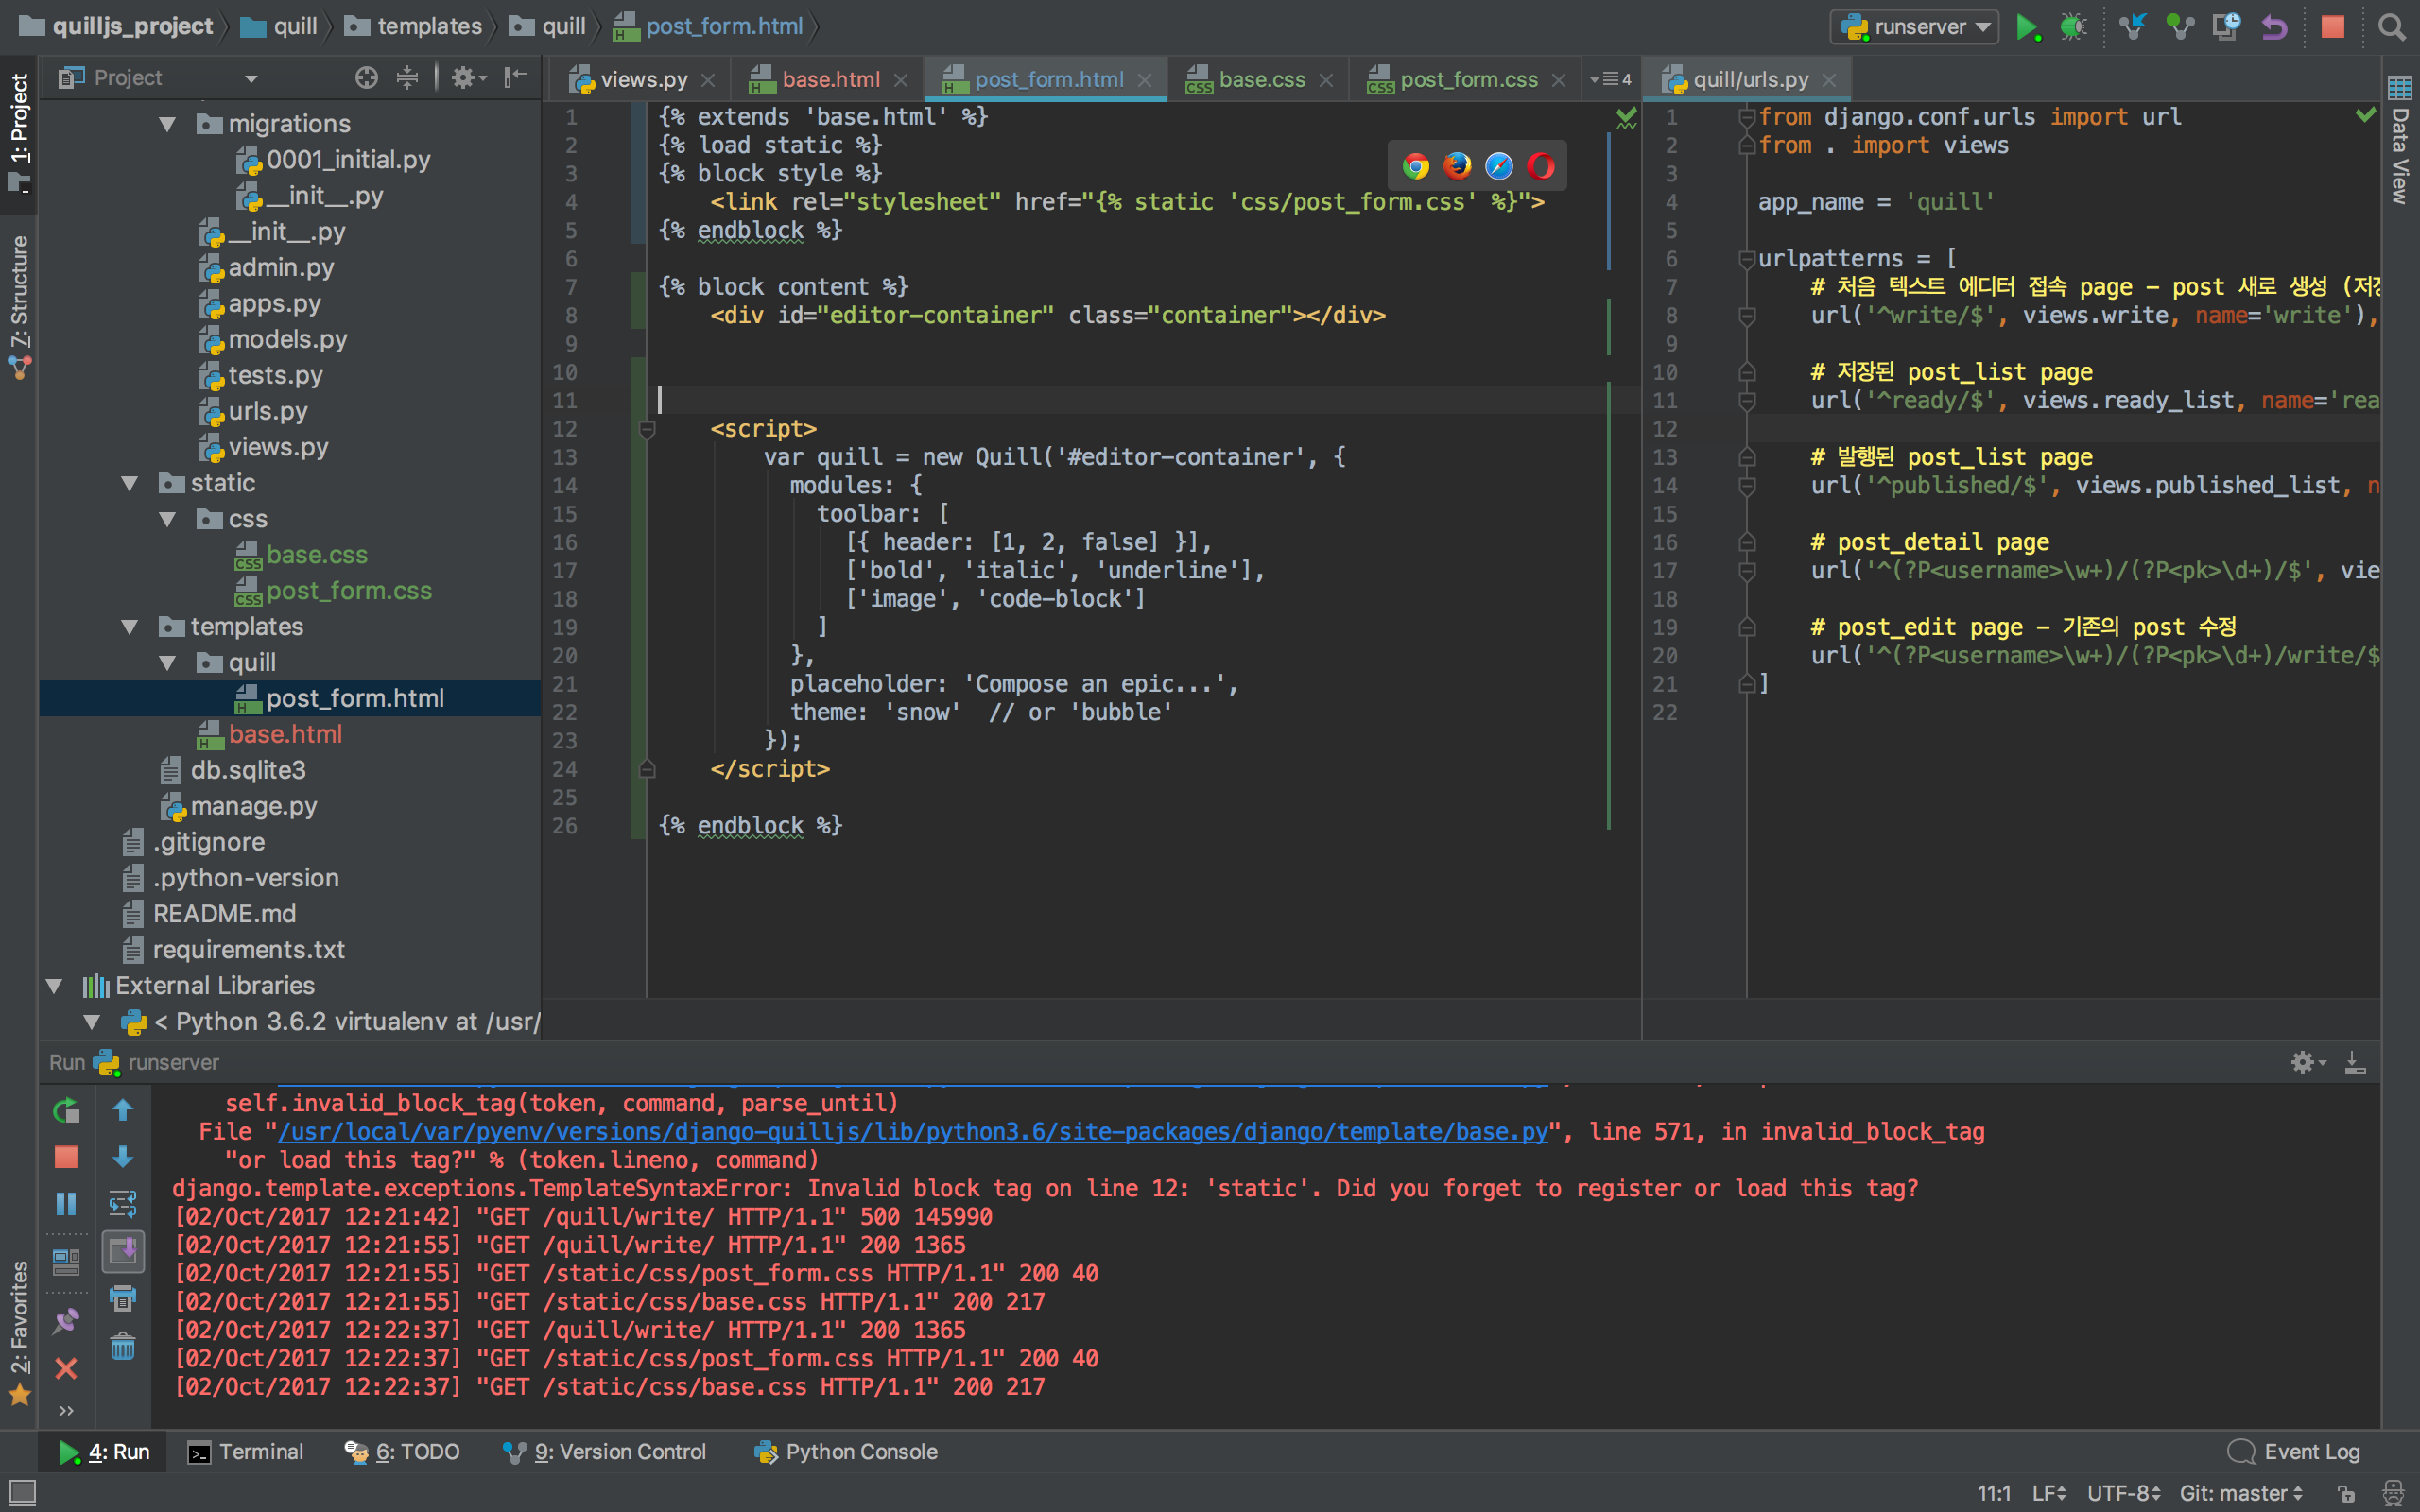 quilljs_project quill templates quill post_form.html runserver
1: Project
Project
views.py base.html post_form.html base.css post_form.css 4 quill/urls.py
Data View
Z: Structure
2: Favorites
migrations
0001_initial.py
__init__.py
__init__.py
admin.py
apps.py
models.py
tests.py
urls.py
views.py
static
css
base.css
post_form.css
templates
quill
post_form.html
base.html
db.sqlite3
manage.py
.gitignore
.python-version
README.md
requirements.txt
External Libraries
< Python 3.6.2 virtualenv at /usr/
1 {% extends 'base.html' %}
2 {% load static %}
3 {% block style %}
4 <link rel="stylesheet" href="{% static 'css/post_form.css' %}">
5 {% endblock %}
6
7 {% block content %}
8 <div id="editor-container" class="container"></div>
9
10
11
12 <script>
13 var quill = new Quill('#editor-container', {
14 modules: {
15 toolbar: [
16 [{ header: [1, 2, false] }],
17 ['bold', 'italic', 'underline'],
18 ['image', 'code-block']
19 ]
20 },
21 placeholder: 'Compose an epic...',
22 theme: 'snow' // or 'bubble'
23 });
24 </script>
25
26 {% endblock %}
1 from django.conf.urls import url
2 from . import views
3
4 app_name = 'quill'
5
6 urlpatterns = [
7 # 처음 텍스트 에디터 접속 page - post 새로 생성 (저장
8 url('^write/$', views.write, name='write'),
9
10 # 저장된 post_list page
11 url('^ready/$', views.ready_list, name='rea
12
13 # 발행된 post_list page
14 url('^published/$', views.published_list, n
15
16 # post_detail page
17 url('^(?P<username>\w+)/(?P<pk>\d+)/$', vie
18
19 # post_edit page - 기존의 post 수정
20 url('^(?P<username>\w+)/(?P<pk>\d+)/write/$
21 ]
22
Run runserver
self.invalid_block_tag(token, command, parse_until)
File "/usr/local/var/pyenv/versions/django-quilljs/lib/python3.6/site-packages/django/template/base.py", line 571, in invalid_block_tag
"or load this tag?" % (token.lineno, command)
django.template.exceptions.TemplateSyntaxError: Invalid block tag on line 12: 'static'. Did you forget to register or load this tag?
[02/Oct/2017 12:21:42] "GET /quill/write/ HTTP/1.1" 500 145990
[02/Oct/2017 12:21:55] "GET /quill/write/ HTTP/1.1" 200 1365
[02/Oct/2017 12:21:55] "GET /static/css/post_form.css HTTP/1.1" 200 40
[02/Oct/2017 12:21:55] "GET /static/css/base.css HTTP/1.1" 200 217
[02/Oct/2017 12:22:37] "GET /quill/write/ HTTP/1.1" 200 1365
[02/Oct/2017 12:22:37] "GET /static/css/post_form.css HTTP/1.1" 200 40
[02/Oct/2017 12:22:37] "GET /static/css/base.css HTTP/1.1" 200 217
4: Run Terminal 6: TODO 9: Version Control Python Console Event Log
11:1 LF UTF-8 Git: master